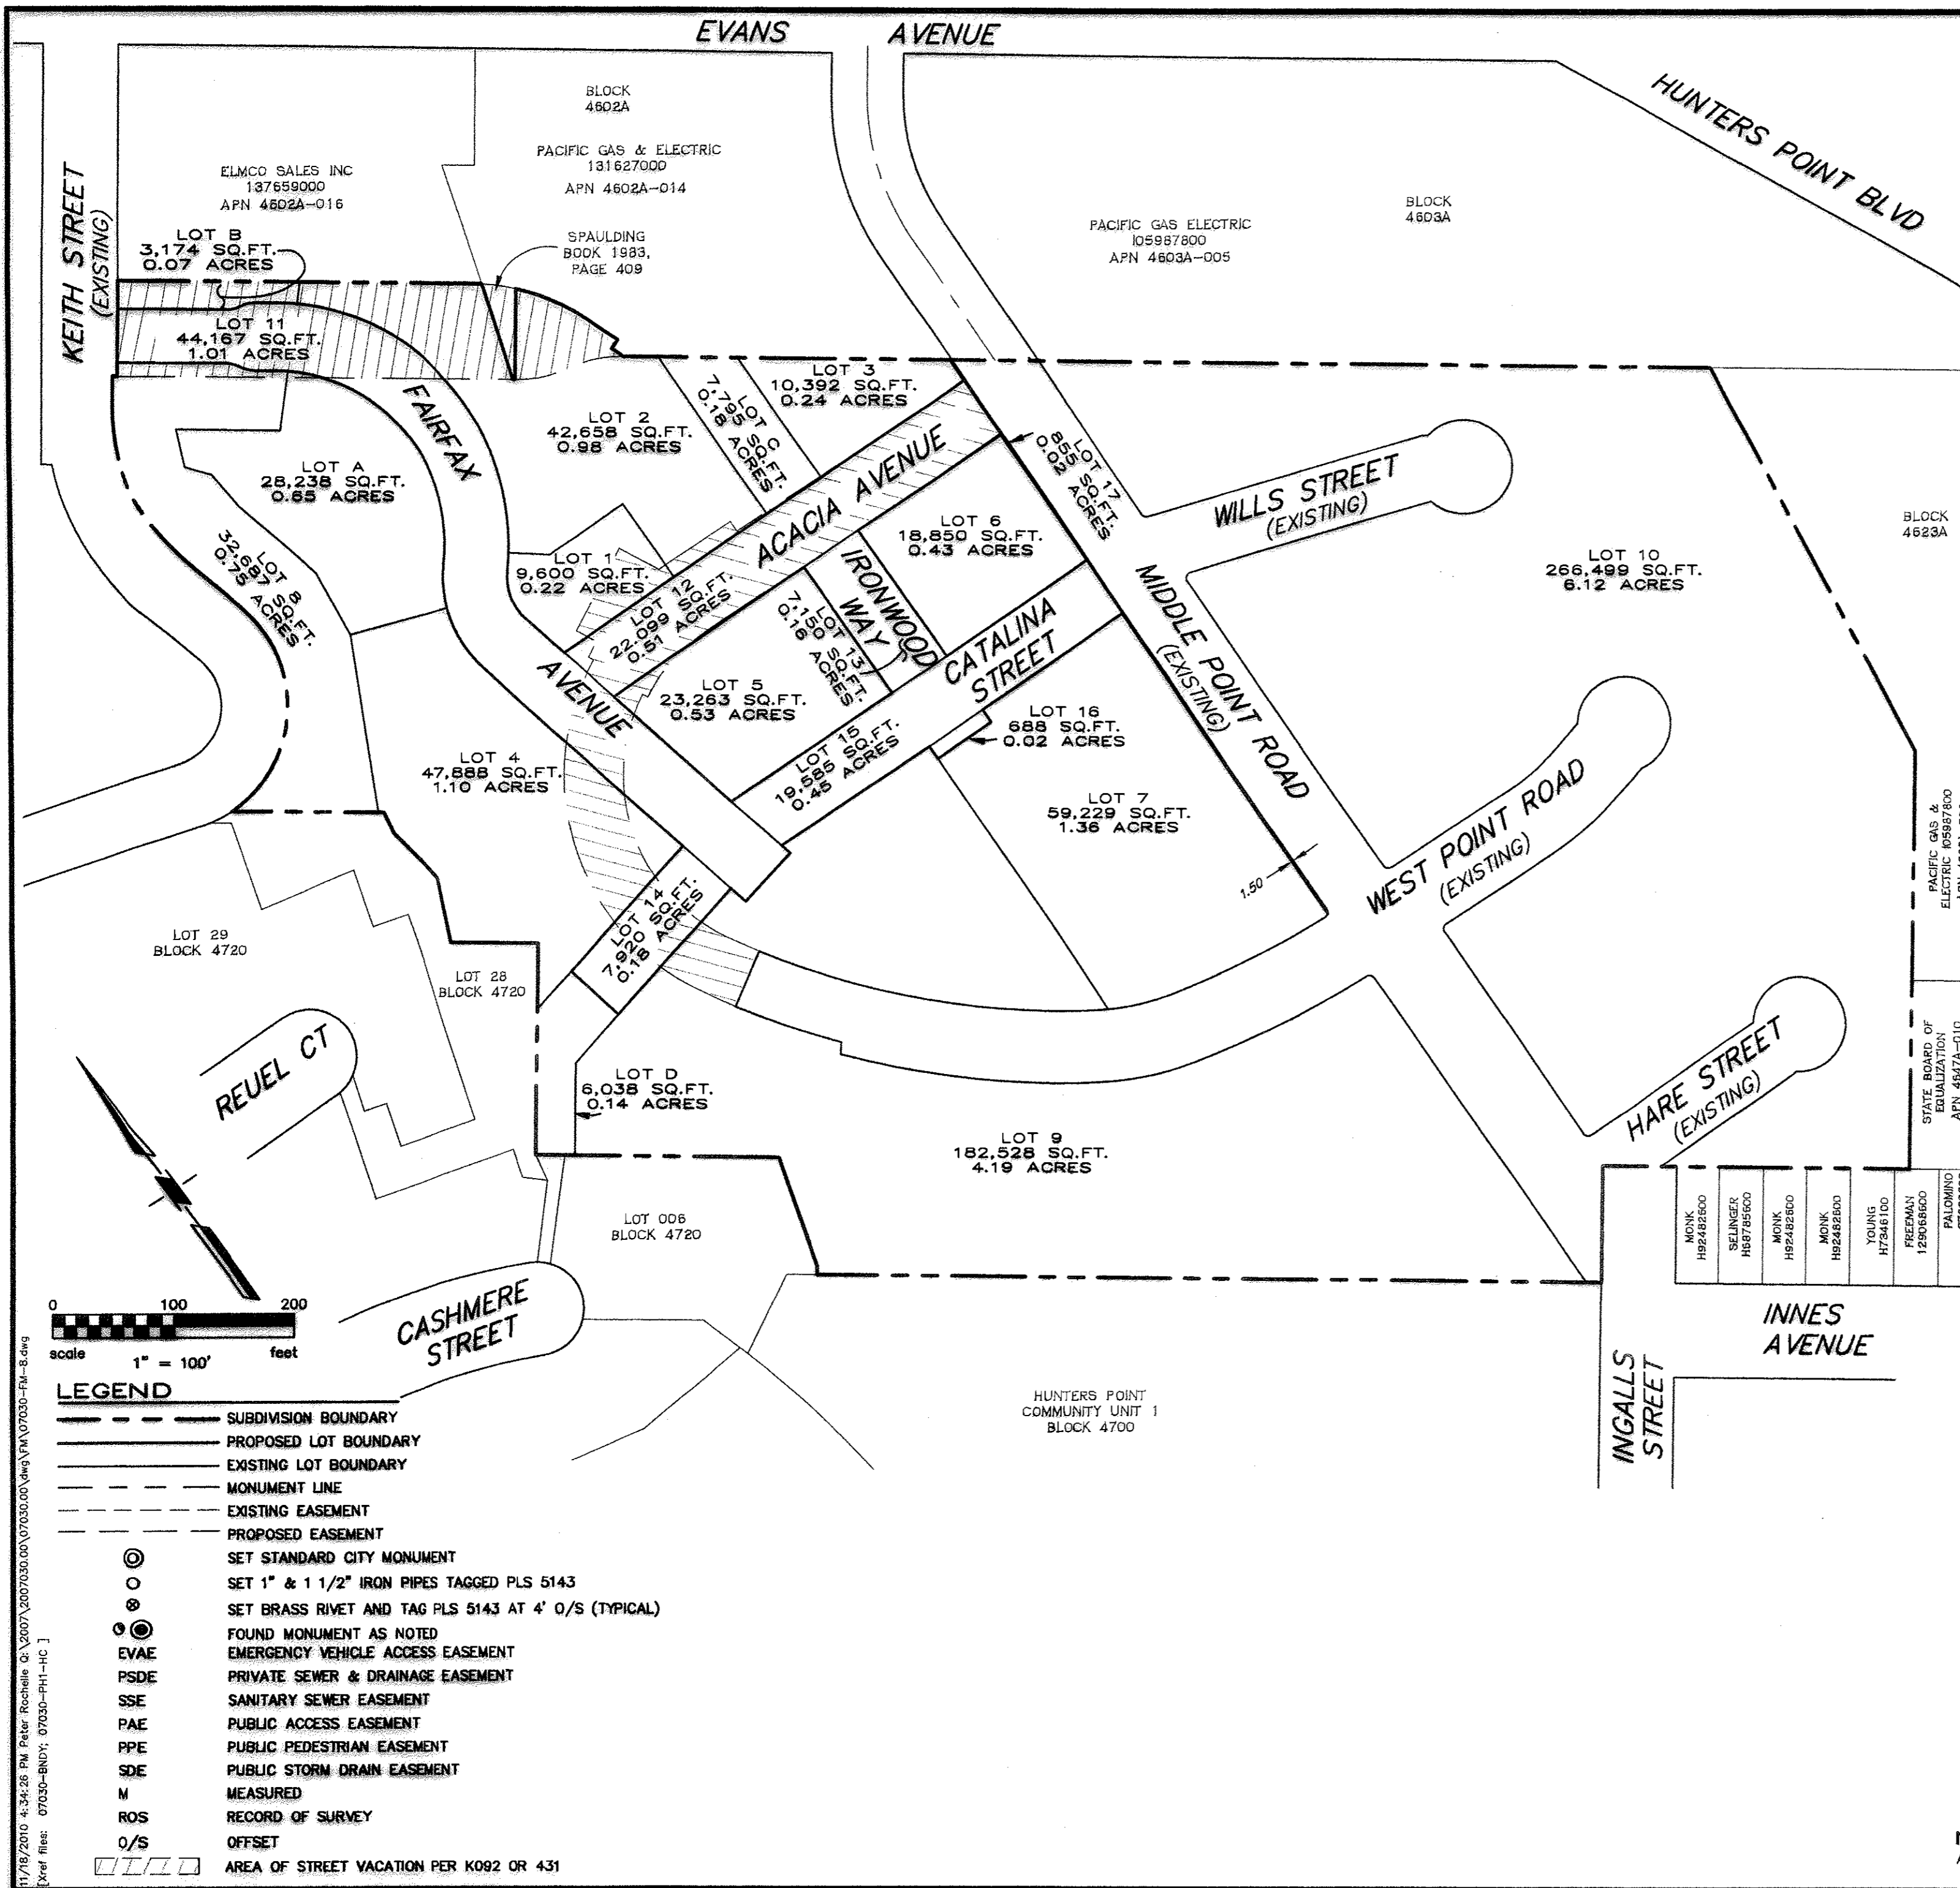 EVANS AVENUE
HUNTERS POINT BLVD
KEITH STREET
(EXISTING)
BLOCK
4602A
PACIFIC GAS & ELECTRIC
131627000
APN 4602A-014
ELMCO SALES INC
137659000
APN 4602A-016
SPAULDING
BOOK 1983,
PAGE 409
BLOCK
4603A
PACIFIC GAS ELECTRIC
I05987800
APN 4603A-005
LOT B
3,174 SQ.FT.
0.07 ACRES
LOT 11
44,167 SQ.FT.
1.01 ACRES
FAIRFAX
AVENUE
LOT 2
42,658 SQ.FT.
0.98 ACRES
LOT C
7,795 SQ.FT.
0.18 ACRES
LOT 3
10,392 SQ.FT.
0.24 ACRES
LOT A
28,238 SQ.FT.
0.65 ACRES
LOT 8
32,687 SQ.FT.
0.75 ACRES
LOT 1
9,600 SQ.FT.
0.22 ACRES
ACACIA AVENUE
LOT 12
22,099 SQ.FT.
0.51 ACRES
LOT 17
855 SQ.FT.
0.02 ACRES
LOT 6
18,850 SQ.FT.
0.43 ACRES
IRONWOOD
WAY
LOT 13
7,150 SQ.FT.
0.16 ACRES
CATALINA
STREET
WILLS STREET
(EXISTING)
MIDDLE POINT ROAD
(EXISTING)
LOT 10
266,499 SQ.FT.
6.12 ACRES
BLOCK
4623A
LOT 5
23,263 SQ.FT.
0.53 ACRES
LOT 15
19,585 SQ.FT.
0.45 ACRES
LOT 16
688 SQ.FT.
0.02 ACRES
LOT 4
47,888 SQ.FT.
1.10 ACRES
LOT 7
59,229 SQ.FT.
1.36 ACRES
1.50
WEST POINT ROAD
(EXISTING)
PACIFIC GAS &
ELECTRIC I05987800
LOT 14
7,920 SQ.FT.
0.18 ACRES
LOT 29
BLOCK 4720
LOT 28
BLOCK 4720
REUEL CT
LOT D
6,038 SQ.FT.
0.14 ACRES
LOT 9
182,528 SQ.FT.
4.19 ACRES
HARE STREET
(EXISTING)
STATE BOARD OF
EQUALIZATION
APN 4647A-010
LOT 006
BLOCK 4720
MONK
H92482600
SELINGER
H68785600
MONK
H92482600
MONK
H92482600
YOUNG
H7346100
FREEMAN
129068600
PALOMINO
CASHMERE
STREET
INNES
AVENUE
INGALLS
STREET
HUNTERS POINT
COMMUNITY UNIT 1
BLOCK 4700
0 100 200
scale 1" = 100' feet
LEGEND
SUBDIVISION BOUNDARY
PROPOSED LOT BOUNDARY
EXISTING LOT BOUNDARY
MONUMENT LINE
EXISTING EASEMENT
PROPOSED EASEMENT
SET STANDARD CITY MONUMENT
SET 1" & 1 1/2" IRON PIPES TAGGED PLS 5143
SET BRASS RIVET AND TAG PLS 5143 AT 4' O/S (TYPICAL)
FOUND MONUMENT AS NOTED
EVAE EMERGENCY VEHICLE ACCESS EASEMENT
PSDE PRIVATE SEWER & DRAINAGE EASEMENT
SSE SANITARY SEWER EASEMENT
PAE PUBLIC ACCESS EASEMENT
PPE PUBLIC PEDESTRIAN EASEMENT
SDE PUBLIC STORM DRAIN EASEMENT
M MEASURED
ROS RECORD OF SURVEY
O/S OFFSET
AREA OF STREET VACATION PER K092 OR 431
11/18/2010 4:34:26 PM Peter Rochelle Q:\2007\2007030.00\07030.00\dwg\FM\07030-FM-B.dwg
[Xref files: 07030-BNDY; 07030-PH1-HC ]